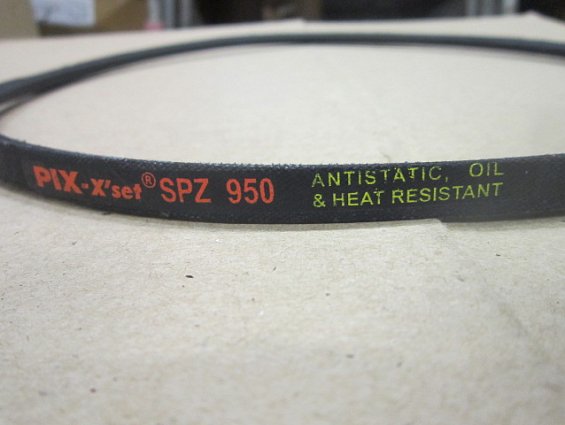 PIX-X'set® SPZ 950
ANTISTATIC, OIL
& HEAT RESISTANT